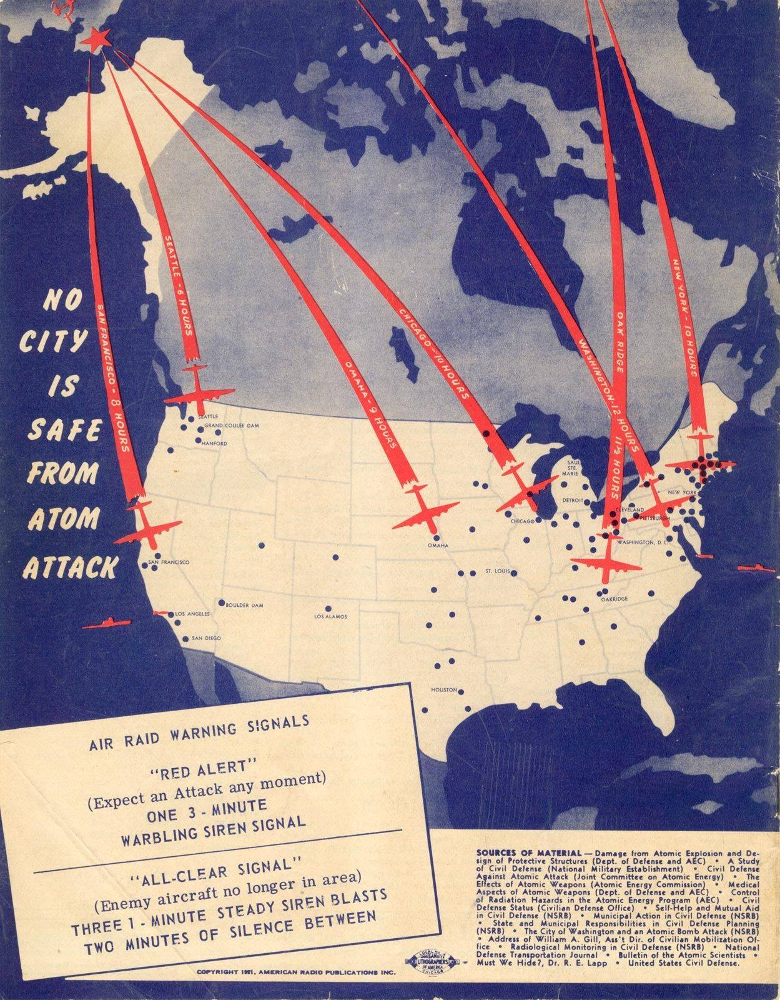 NO
CITY
IS
SAFE
FROM
ATOM
ATTACK
SAN FRANCISCO - 8 HOURS
SEATTLE - 6 HOURS
OMAHA - 9 HOURS
CHICAGO - 10 HOURS
WASHINGTON - 12 HOURS
OAK RIDGE 11½ HOURS
NEW YORK - 10 HOURS
SEATTLE
GRAND COULEE DAM
HANFORD
SAULT
STE.
MARIE
NEW YORK
DETROIT
CLEVELAND
PITTSBURGH
CHICAGO
WASHINGTON, D.C.
OMAHA
SAN FRANCISCO
ST. LOUIS
OAKRIDGE
BOULDER DAM
LOS ANGELES
LOS ALAMOS
SAN DIEGO
HOUSTON
AIR RAID WARNING SIGNALS
"RED ALERT"
(Expect an Attack any moment)
ONE 3 - MINUTE
WARBLING SIREN SIGNAL
"ALL-CLEAR SIGNAL"
(Enemy aircraft no longer in area)
THREE 1 - MINUTE STEADY SIREN BLASTS
TWO MINUTES OF SILENCE BETWEEN
SOURCES OF MATERIAL — Damage from Atomic Explosion and De-
sign of Protective Structures (Dept. of Defense and AEC) • A Study
of Civil Defense (National Military Establishment) • Civil Defense
Against Atomic Attack (Joint Committee on Atomic Energy) • The
Effects of Atomic Weapons (Atomic Energy Commission) • Medical
Aspects of Atomic Weapons (Dept. of Defense and AEC) • Control
of Radiation Hazards in the Atomic Energy Program (AEC) • Civil
Defense Status (Civilian Defense Office) • Self-Help and Mutual Aid
in Civil Defense (NSRB) • Municipal Action in Civil Defense (NSRB)
• State and Municipal Responsibilities in Civil Defense Planning
(NSRB) • The City of Washington and an Atomic Bomb Attack (NSRB)
• Address of William A. Gill, Ass't Dir. of Civilian Mobilization Of-
fice • Radiological Monitoring in Civil Defense (NSRB) • National
Defense Transportation Journal • Bulletin of the Atomic Scientists •
Must We Hide?, Dr. R. E. Lapp • United States Civil Defense.
AMALGAMATED
LITHOGRAPHERS
OF AMERICA
CHICAGO
COPYRIGHT 1951, AMERICAN RADIO PUBLICATIONS INC.